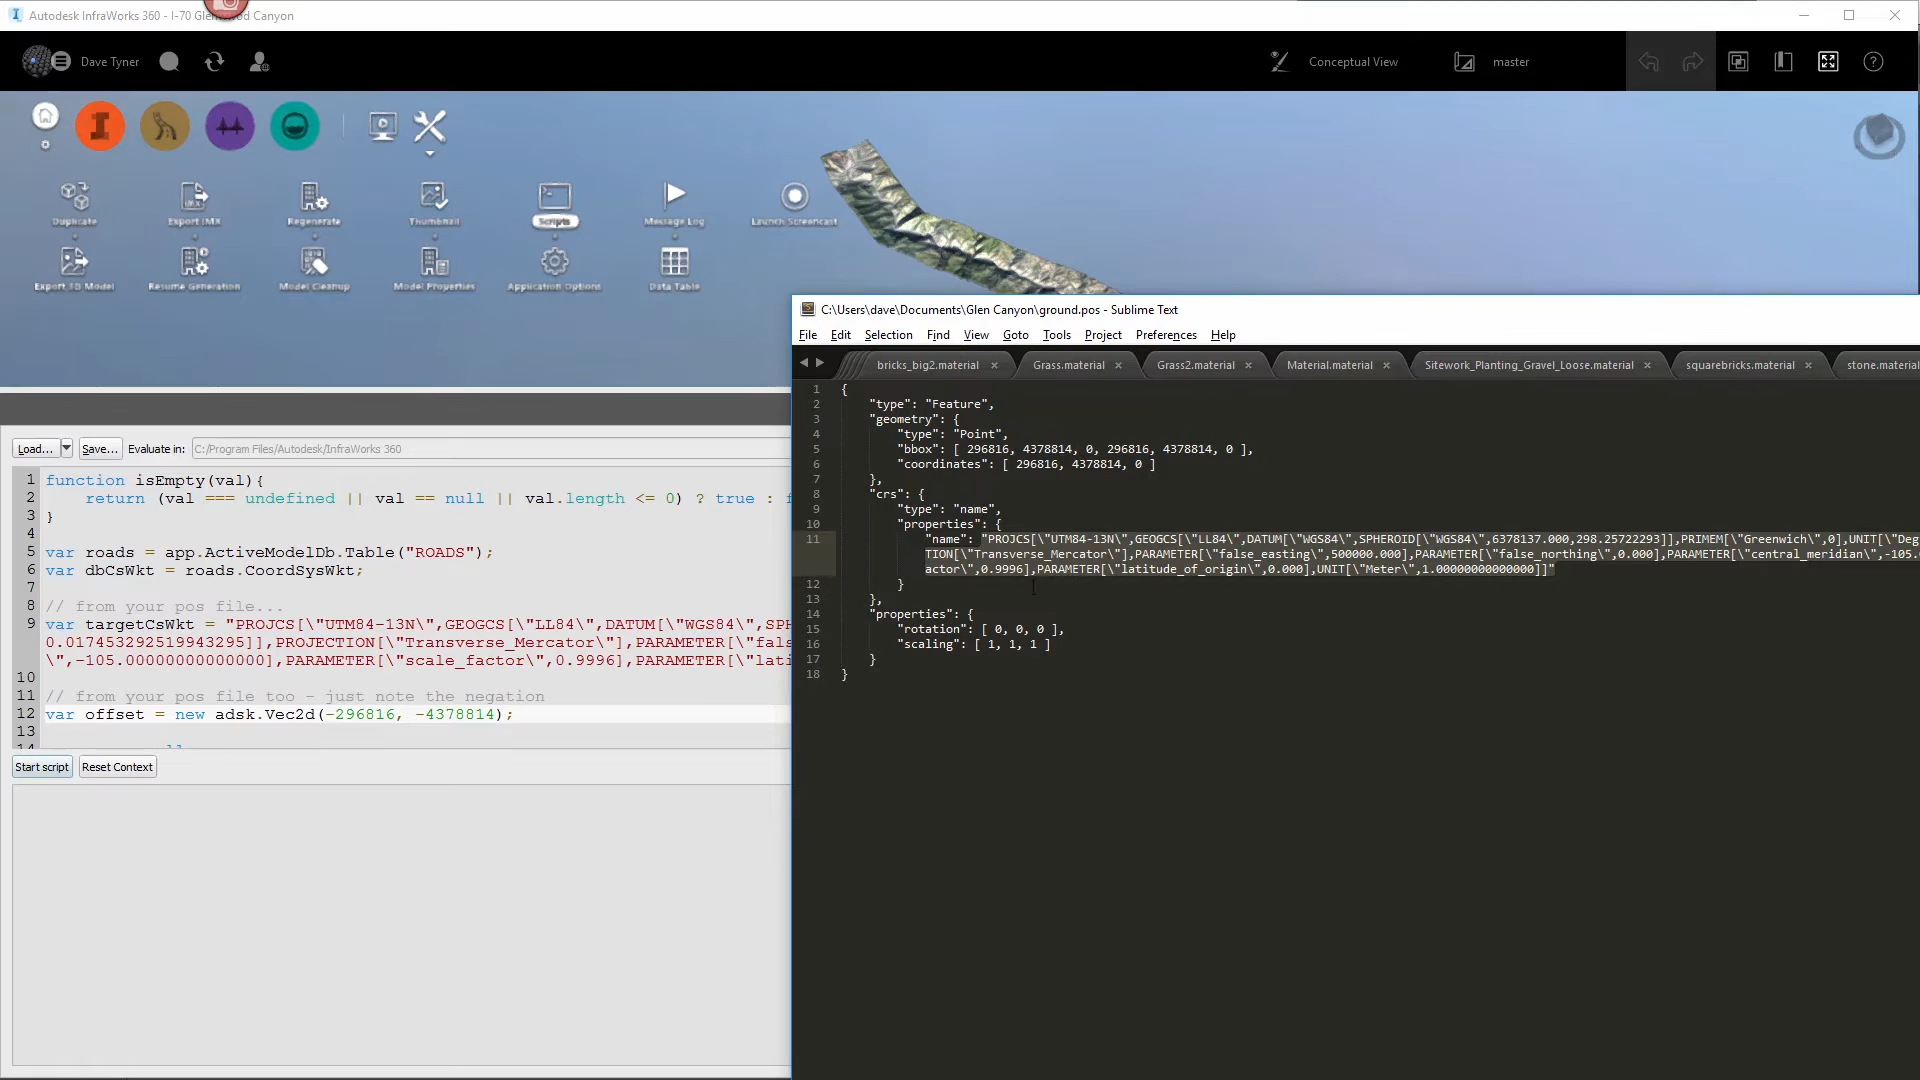 Autodesk InfraWorks 360 - I-70 Glenwood Canyon
Dave Tyner
Conceptual View
master
Duplicate
Export IMX
Regenerate
Thumbnail
Scripts
Message Log
Launch Screencast
Export 3D Model
Resume Generation
Model Cleanup
Model Properties
Application Options
Data Table
Load...
Save...
Evaluate in:
C:/Program Files/Autodesk/InfraWorks 360
1 function isEmpty(val){
2 return (val === undefined || val == null || val.length <= 0) ? true : f
3 }
4
5 var roads = app.ActiveModelDb.Table("ROADS");
6 var dbCsWkt = roads.CoordSysWkt;
7
8 // from your pos file...
9 var targetCsWkt = "PROJCS[\"UTM84-13N\",GEOGCS[\"LL84\",DATUM[\"WGS84\",SPH
0.017453292519943295]],PROJECTION[\"Transverse_Mercator\"],PARAMETER[\"fal
\",-105.00000000000000],PARAMETER[\"scale_factor\",0.9996],PARAMETER[\"lati
10
11 // from your pos file too - just note the negation
12 var offset = new adsk.Vec2d(-296816, -4378814);
13
Start script
Reset Context
C:\Users\dave\Documents\Glen Canyon\ground.pos - Sublime Text
File Edit Selection Find View Goto Tools Project Preferences Help
bricks_big2.material
Grass.material
Grass2.material
Material.material
Sitework_Planting_Gravel_Loose.material
squarebricks.material
stone.material
1 {
2 "type": "Feature",
3 "geometry": {
4 "type": "Point",
5 "bbox": [ 296816, 4378814, 0, 296816, 4378814, 0 ],
6 "coordinates": [ 296816, 4378814, 0 ]
7 },
8 "crs": {
9 "type": "name",
10 "properties": {
11 "name": "PROJCS[\"UTM84-13N\",GEOGCS[\"LL84\",DATUM[\"WGS84\",SPHEROID[\"WGS84\",6378137.000,298.25722293]],PRIMEM[\"Greenwich\",0],UNIT[\"Deg
TION[\"Transverse_Mercator\"],PARAMETER[\"false_easting\",500000.000],PARAMETER[\"false_northing\",0.000],PARAMETER[\"central_meridian\",-105.0
actor\",0.9996],PARAMETER[\"latitude_of_origin\",0.000],UNIT[\"Meter\",1.00000000000000]]"
12 }
13 },
14 "properties": {
15 "rotation": [ 0, 0, 0 ],
16 "scaling": [ 1, 1, 1 ]
17 }
18 }